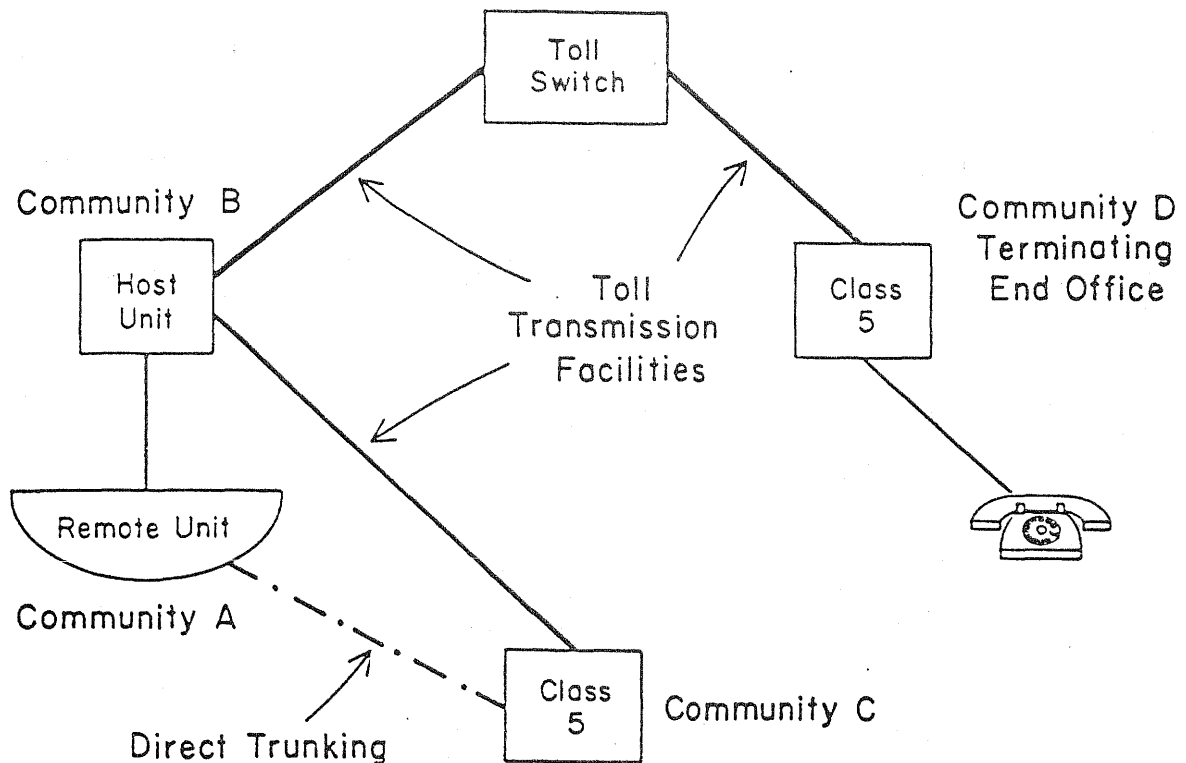 Toll
Switch
Community B
Host
Unit
Toll
Transmission
Facilities
Community D
Terminating
End Office
Class
5
Remote Unit
Community A
Class
5
Community C
Direct Trunking